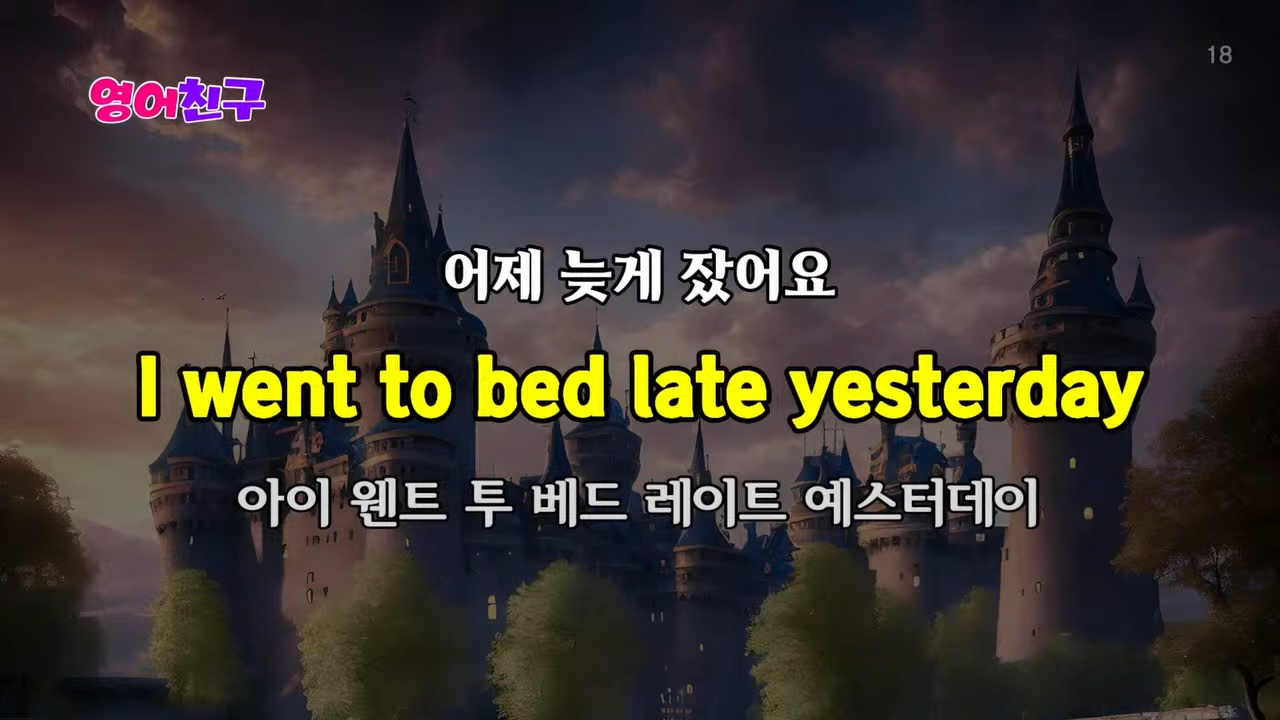 18
영어친구
어제 늦게 잤어요
I went to bed late yesterday
아이 웬트 투 베드 레이트 예스터데이